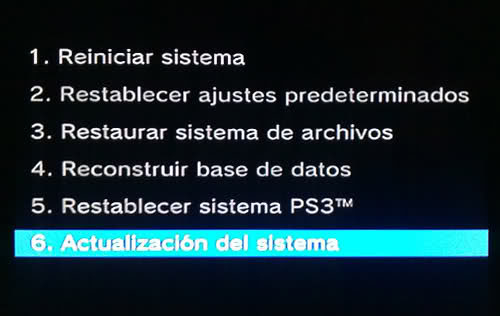 1. Reiniciar sistema
2. Restablecer ajustes predeterminados
3. Restaurar sistema de archivos
4. Reconstruir base de datos
5. Restablecer sistema PS3™
6. Actualización del sistema